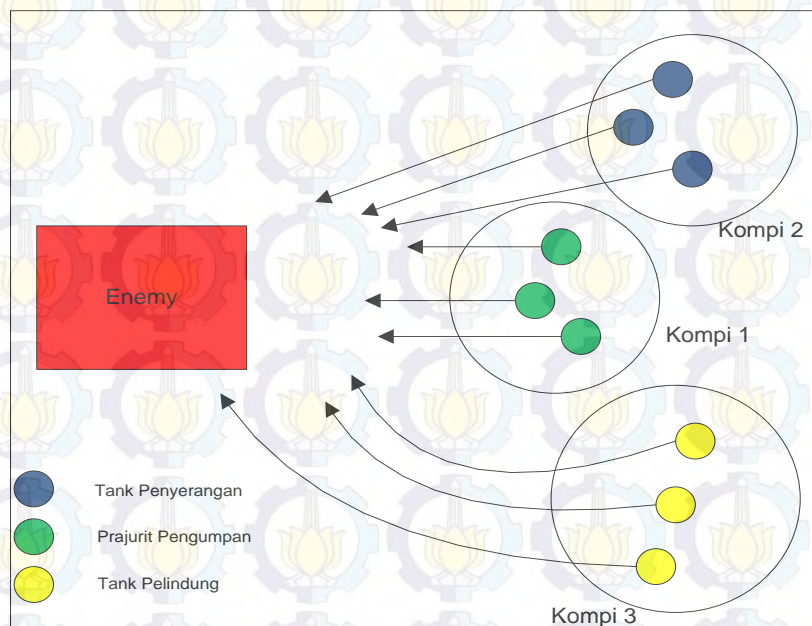 Kompi 2
Enemy
Kompi 1
Tank Penyerangan
Prajurit Pengumpan
Tank Pelindung
Kompi 3